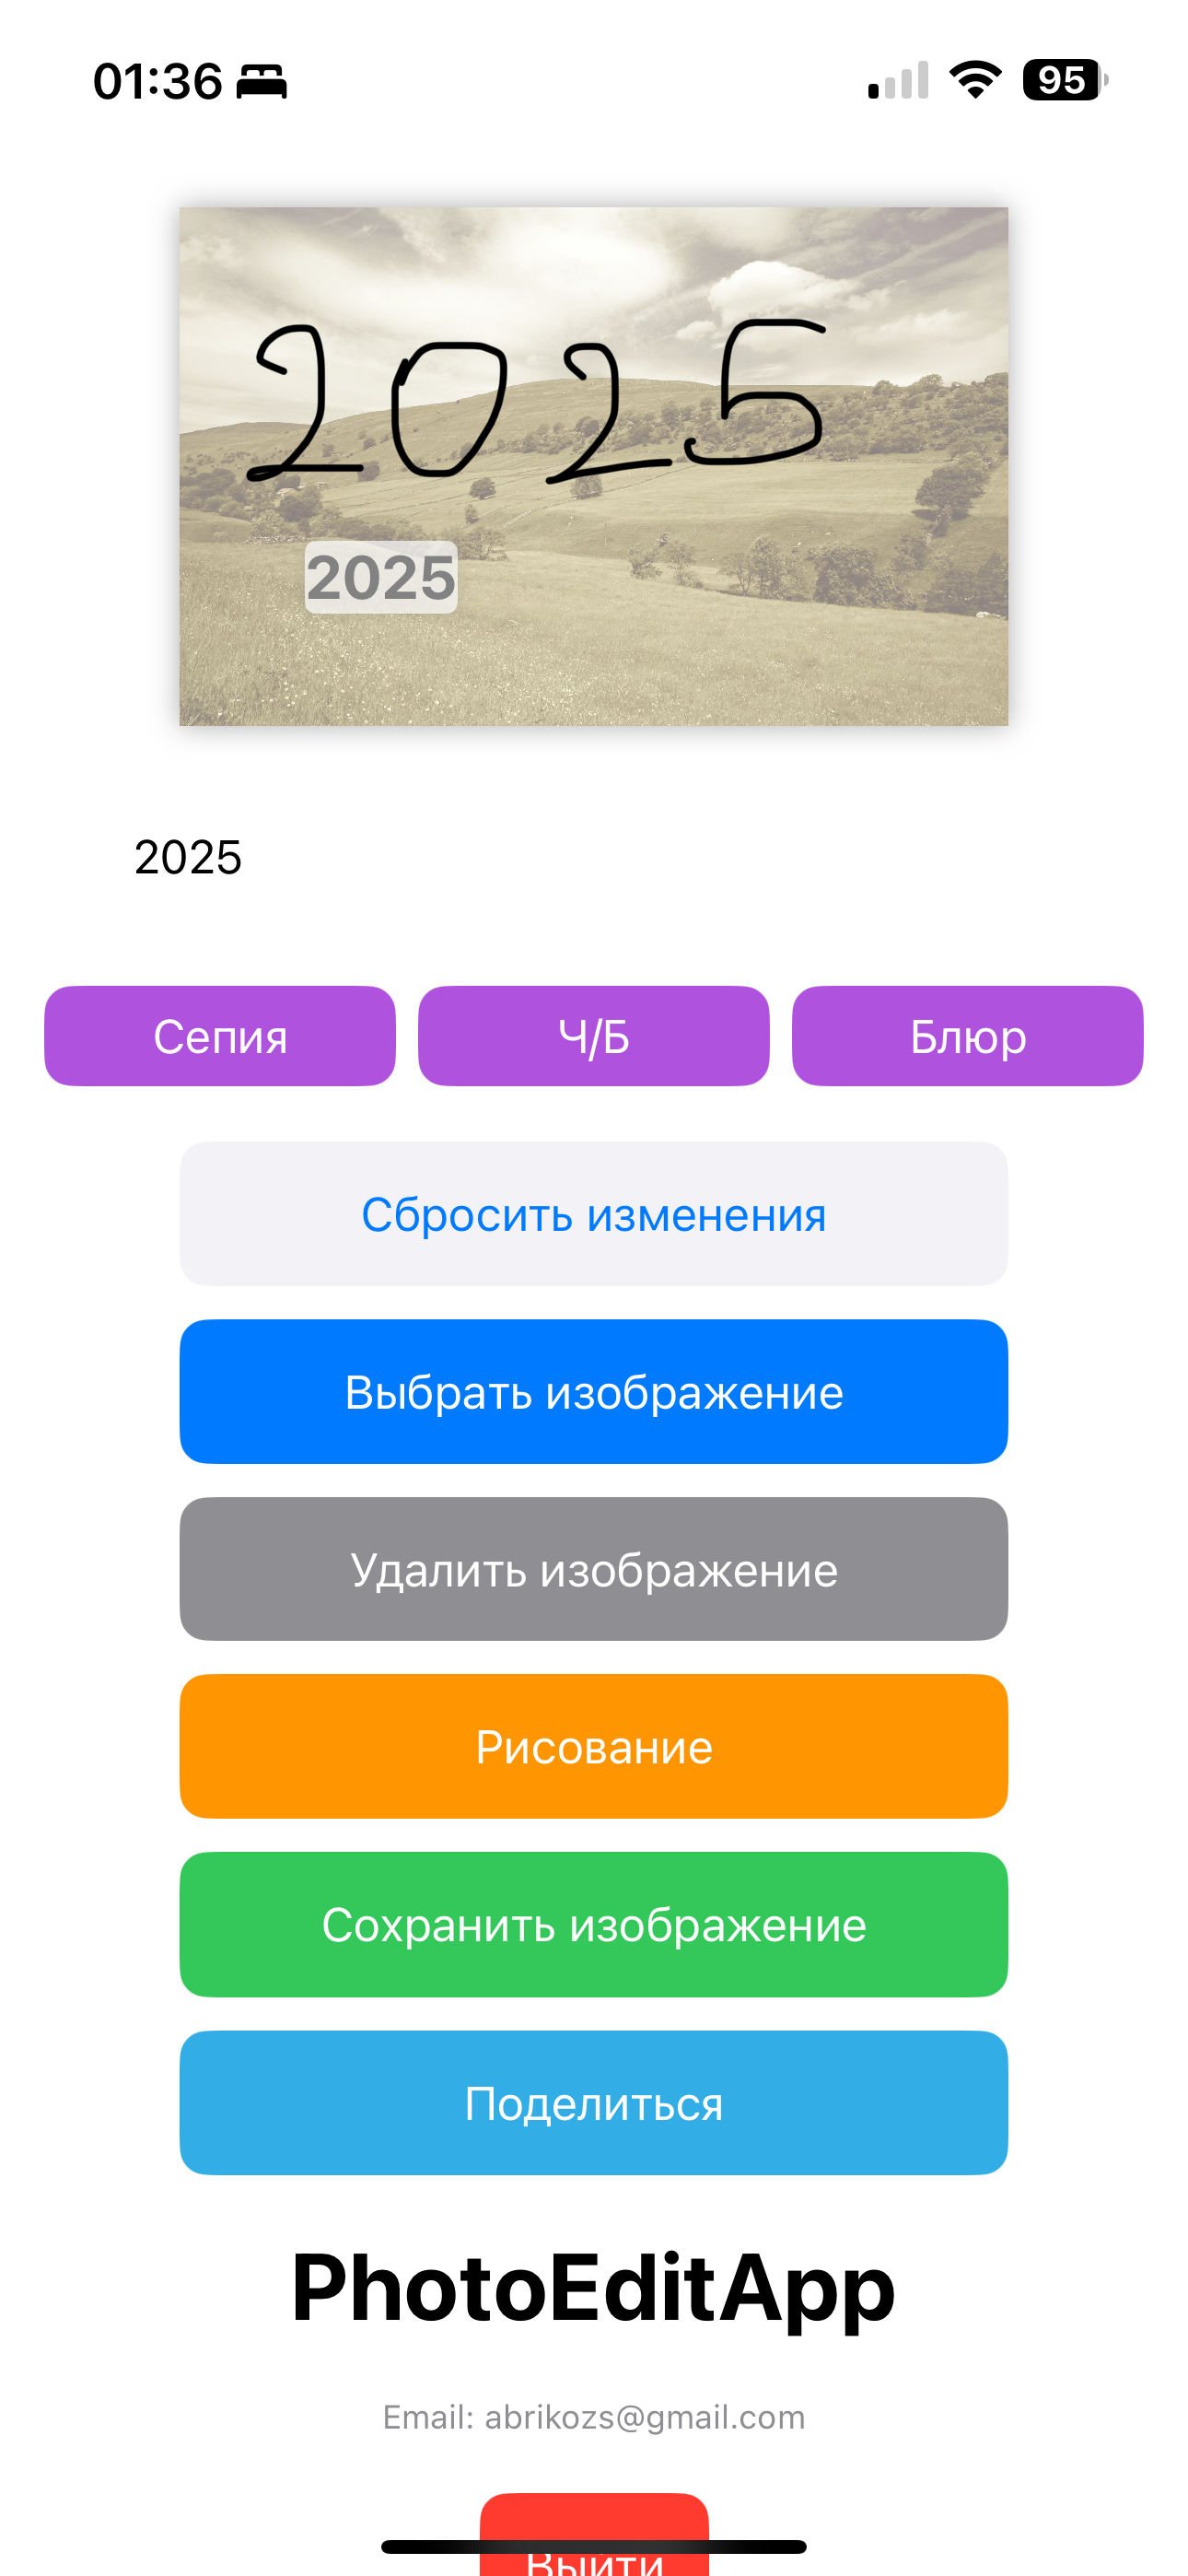 01:36
95
2025
2025
2025
Сепия Ч/Б Блюр
Сбросить изменения
Выбрать изображение
Удалить изображение
Рисование
Сохранить изображение
Поделиться
PhotoEditApp
Email: abrikozs@gmail.com
Выйти